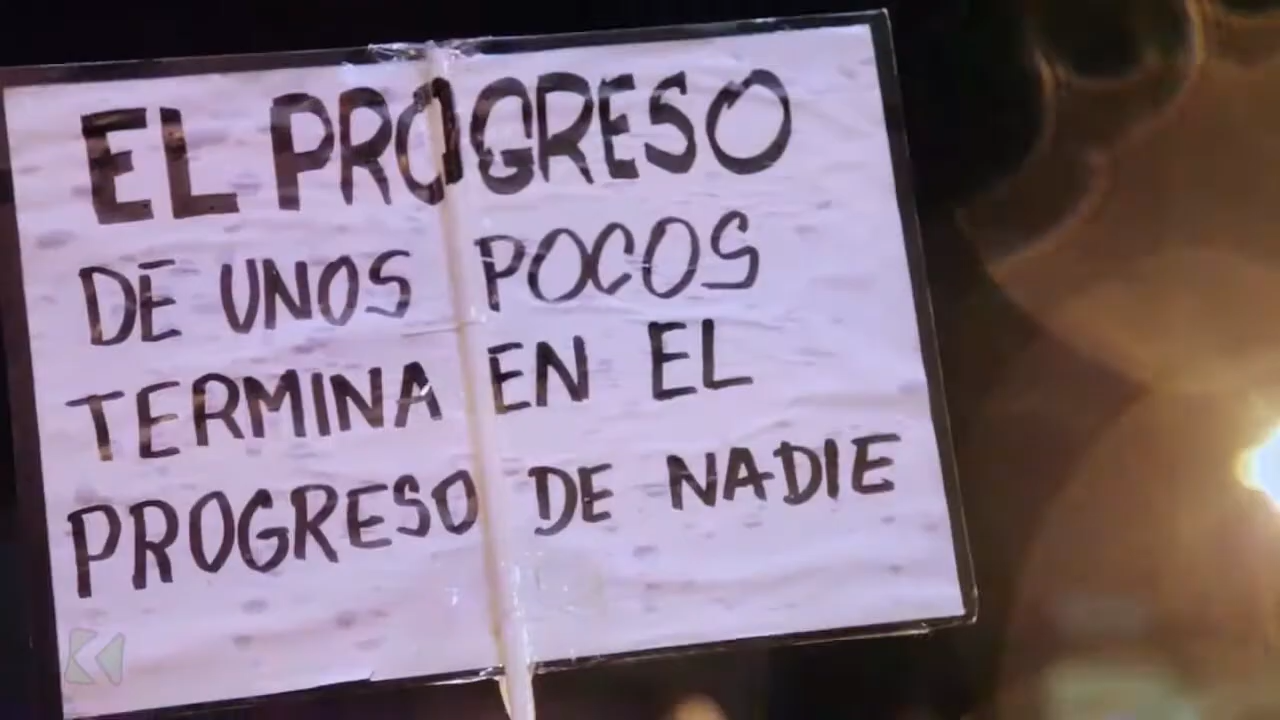 EL PROGRESO
DE UNOS POCOS
TERMINA EN EL
PROGRESO DE NADIE